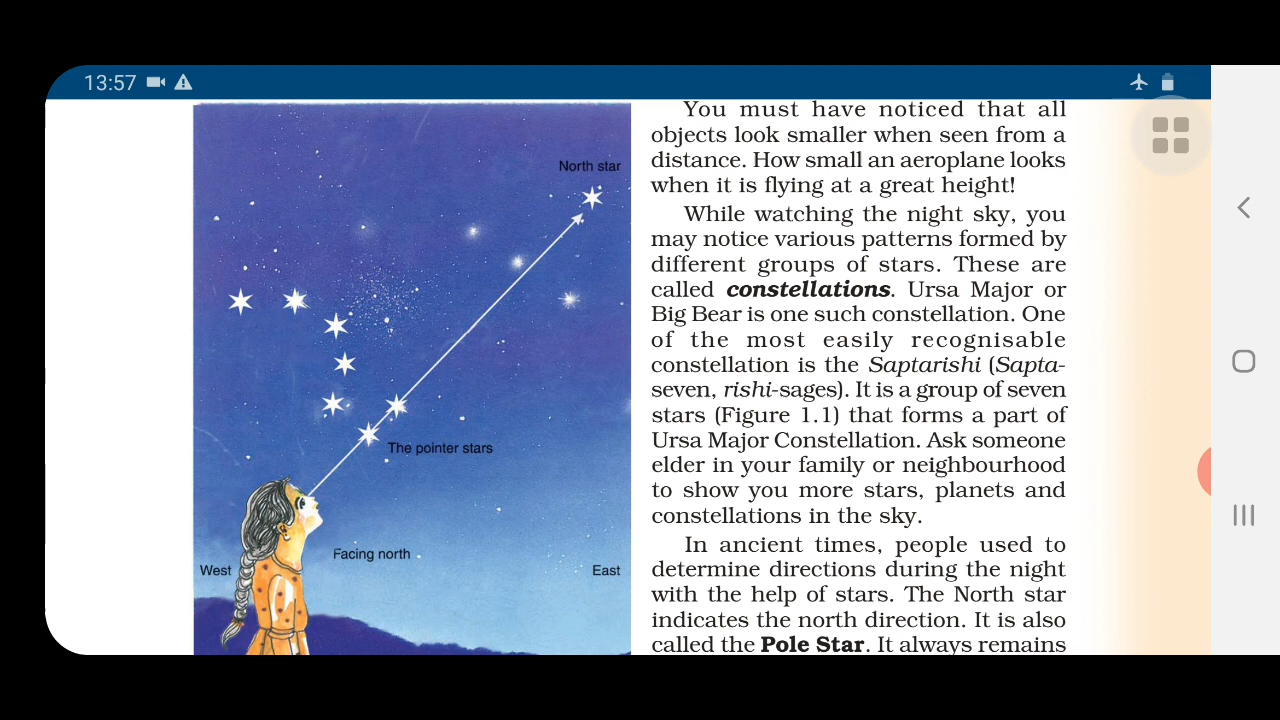 13:57
North star
The pointer stars
Facing north
West
East
You must have noticed that all
objects look smaller when seen from a
distance. How small an aeroplane looks
when it is flying at a great height!
While watching the night sky, you
may notice various patterns formed by
different groups of stars. These are
called constellations. Ursa Major or
Big Bear is one such constellation. One
of the most easily recognisable
constellation is the Saptarishi (Sapta-
seven, rishi-sages). It is a group of seven
stars (Figure 1.1) that forms a part of
Ursa Major Constellation. Ask someone
elder in your family or neighbourhood
to show you more stars, planets and
constellations in the sky.
In ancient times, people used to
determine directions during the night
with the help of stars. The North star
indicates the north direction. It is also
called the Pole Star. It always remains